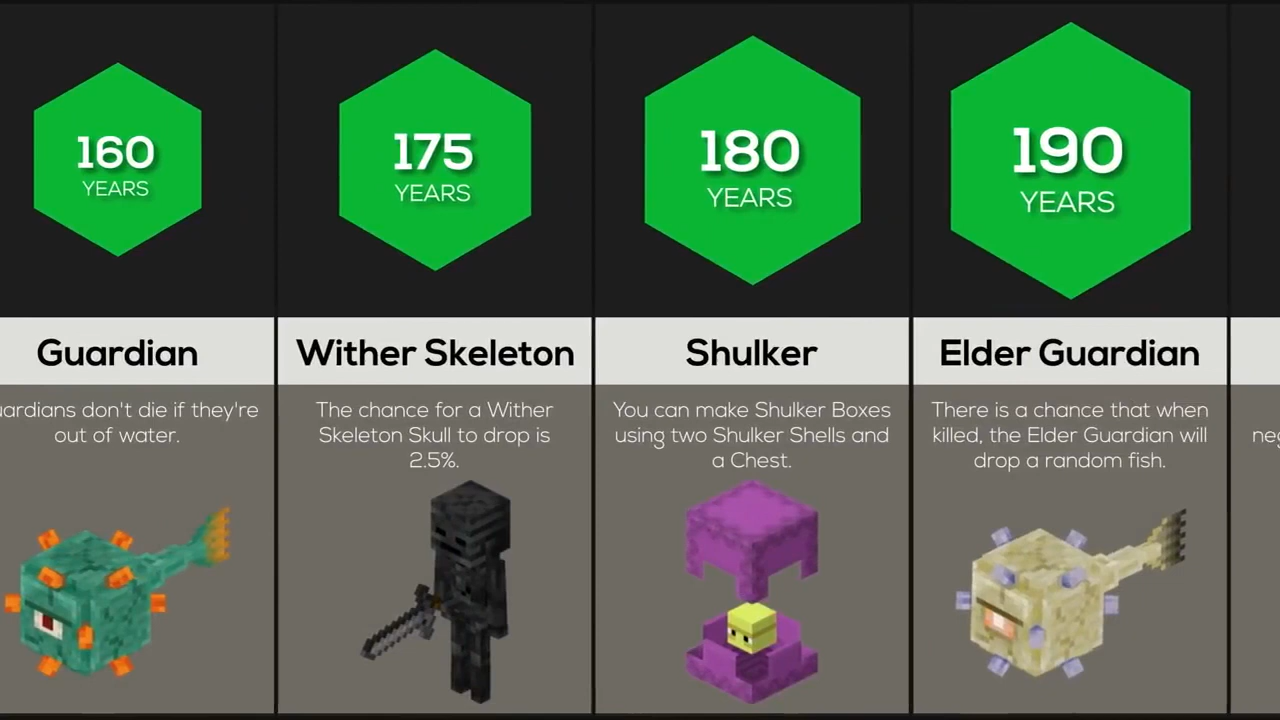 160
YEARS
175
YEARS
180
YEARS
190
YEARS
Guardian
Wither Skeleton
Shulker
Elder Guardian
don't die if they're
out of water.
The chance for a Wither
Skeleton Skull to drop is
2.5%.
You can make Shulker Boxes
using two Shulker Shells and
a Chest.
There is a chance that when
killed, the Elder Guardian will
drop a random fish.